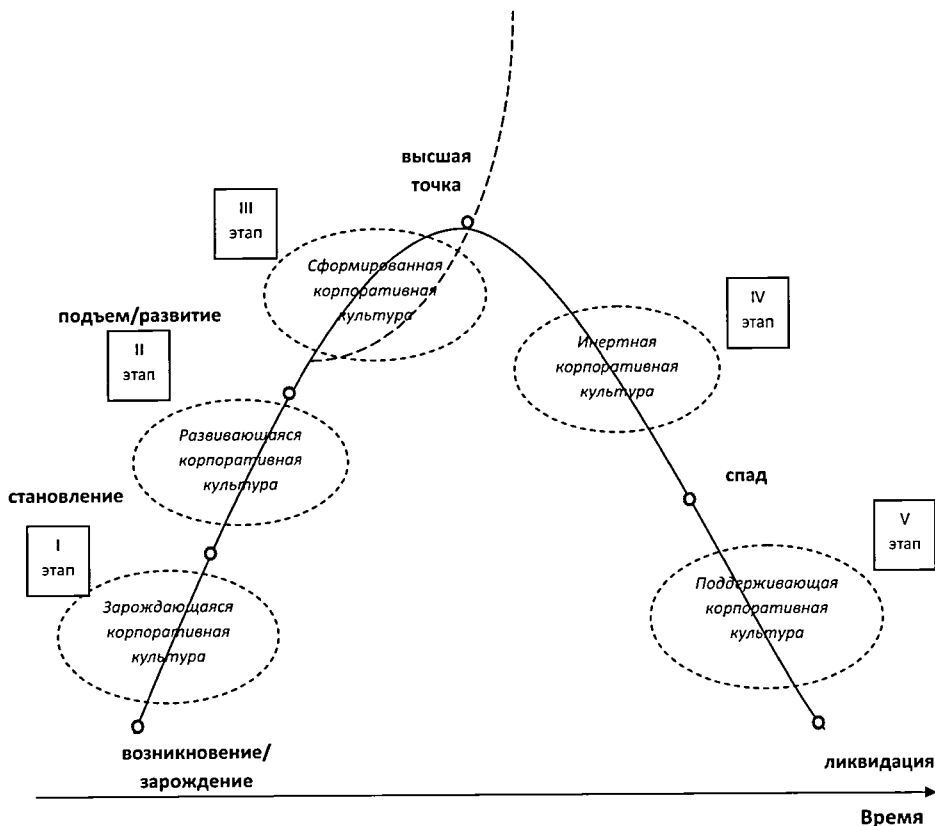 высшая
точка
III
этап
Сформированная
корпоративная
культура
IV
этап
подъем/развитие
II
этап
Инертная
корпоративная
культура
Развивающаяся
корпоративная
культура
становление
спад
I
этап
V
этап
Зарождающаяся
корпоративная
культура
Поддерживающая
корпоративная
культура
возникновение/
зарождение
ликвидация
Время